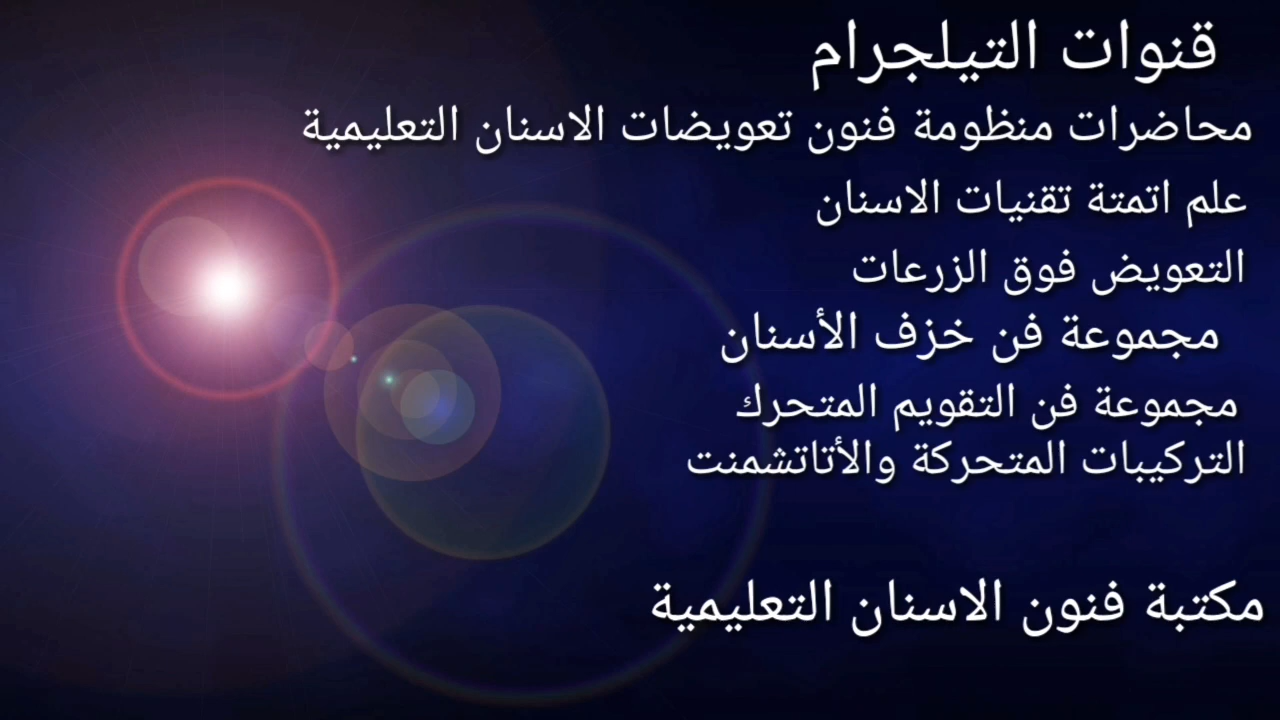 قنوات التيلجرام
محاضرات منظومة فنون تعويضات الاسنان التعليمية
علم اتمتة تقنيات الاسنان
التعويض فوق الزرعات
مجموعة فن خزف الأسنان
مجموعة فن التقويم المتحرك
التركيبات المتحركة والأتاتشمنت
مكتبة فنون الاسنان التعليمية